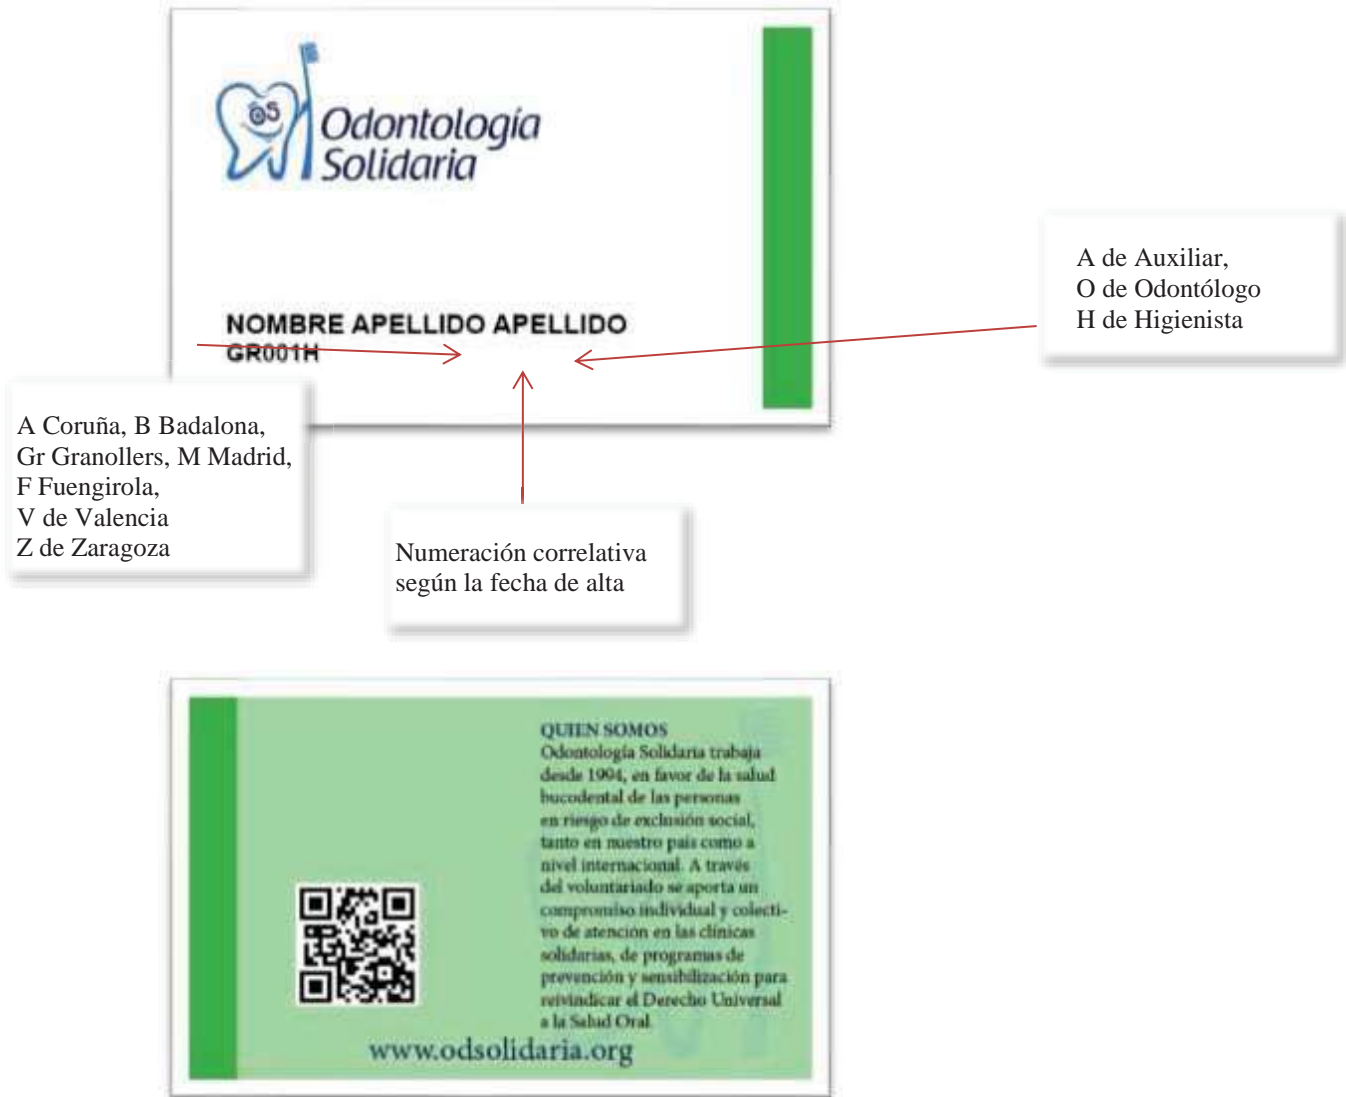 Odontología
Solidaria
NOMBRE APELLIDO APELLIDO
GR001H
A de Auxiliar,
O de Odontólogo
H de Higienista
A Coruña, B Badalona,
Gr Granollers, M Madrid,
F Fuengirola,
V de Valencia
Z de Zaragoza
Numeración correlativa
según la fecha de alta
QUIEN SOMOS
Odontología Solidaria trabaja
desde 1994, en favor de la salud
bucodental de las personas
en riesgo de exclusión social,
tanto en nuestro país como a
nivel internacional. A través
del voluntariado se aporta un
compromiso individual y colecti-
vo de atención en las clínicas
solidarias, de programas de
prevención y sensibilización para
reivindicar el Derecho Universal
a la Salud Oral.
www.odsolidaria.org